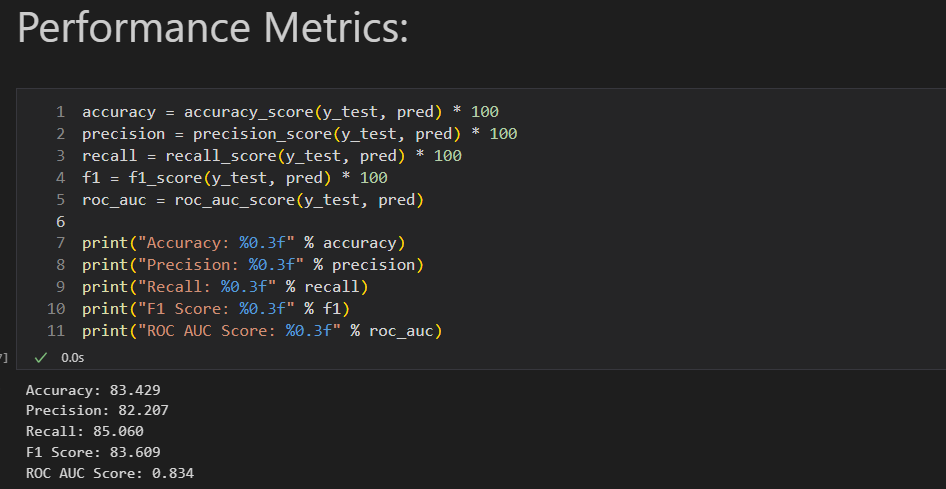 Performance Metrics:
1 accuracy = accuracy_score(y_test, pred) * 100
2 precision = precision_score(y_test, pred) * 100
3 recall = recall_score(y_test, pred) * 100
4 f1 = f1_score(y_test, pred) * 100
5 roc_auc = roc_auc_score(y_test, pred)
6
7 print("Accuracy: %0.3f" % accuracy)
8 print("Precision: %0.3f" % precision)
9 print("Recall: %0.3f" % recall)
10 print("F1 Score: %0.3f" % f1)
11 print("ROC AUC Score: %0.3f" % roc_auc)
] ✓ 0.0s
Accuracy: 83.429
Precision: 82.207
Recall: 85.060
F1 Score: 83.609
ROC AUC Score: 0.834